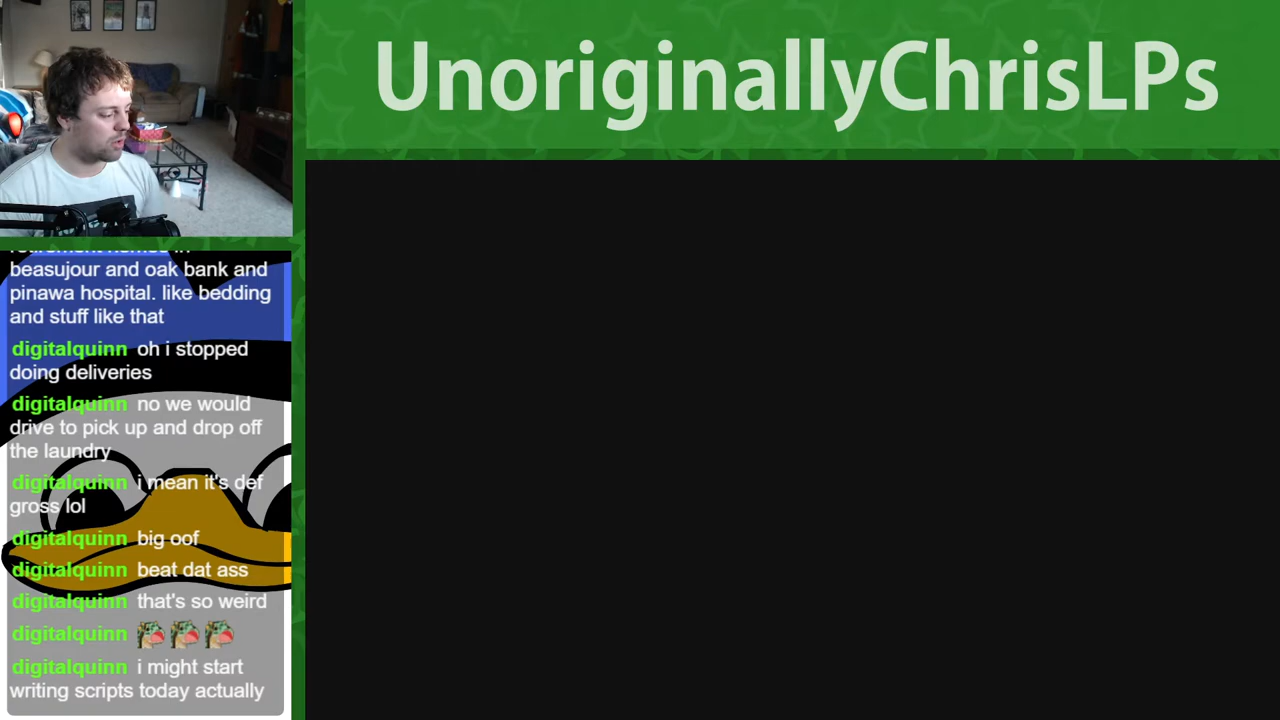 UnoriginallyChrisLPs
retirement homes in
beasujour and oak bank and
pinawa hospital. like bedding
and stuff like that
digitalquinn oh i stopped
doing deliveries
digitalquinn no we would
drive to pick up and drop off
the laundry
digitalquinn i mean it's def
gross lol
digitalquinn big oof
digitalquinn beat dat ass
digitalquinn that's so weird
digitalquinn
digitalquinn i might start
writing scripts today actually